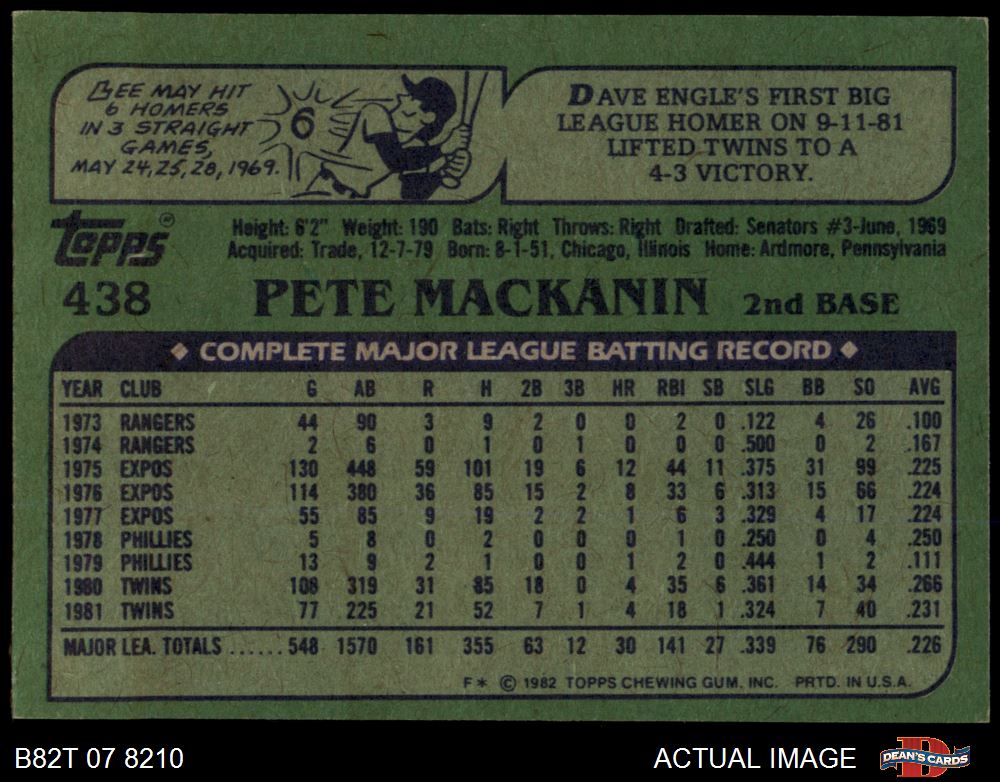 BEE MAY HIT
6 HOMERS
IN 3 STRAIGHT
GAMES,
MAY 24, 25, 28, 1969.
6
DAVE ENGLE'S FIRST BIG
LEAGUE HOMER ON 9-11-81
LIFTED TWINS TO A
4-3 VICTORY.
Topps®
Height: 6'2" Weight: 190 Bats: Right Throws: Right Drafted: Senators #3-June, 1969
Acquired: Trade, 12-7-79 Born: 8-1-51, Chicago, Illinois Home: Ardmore, Pennsylvania
438 PETE MACKANIN 2nd BASE
◆ COMPLETE MAJOR LEAGUE BATTING RECORD ◆
YEAR CLUB G AB R H 2B 3B HR RBI SB SLG BB SO AVG
1973 RANGERS 44 90 3 9 2 0 0 2 0 .122 4 26 .100
1974 RANGERS 2 6 0 1 0 1 0 0 0 .500 0 2 .167
1975 EXPOS 130 448 59 101 19 6 12 44 11 .375 31 99 .225
1976 EXPOS 114 380 36 85 15 2 8 33 6 .313 15 66 .224
1977 EXPOS 55 85 9 19 2 2 1 6 3 .329 4 17 .224
1978 PHILLIES 5 8 0 2 0 0 0 1 0 .250 0 4 .250
1979 PHILLIES 13 9 2 1 0 0 1 2 0 .444 1 2 .111
1980 TWINS 108 319 31 85 18 0 4 35 6 .361 14 34 .266
1981 TWINS 77 225 21 52 7 1 4 18 1 .324 7 40 .231
MAJOR LEA. TOTALS ...... 548 1570 161 355 63 12 30 141 27 .339 76 290 .226
F* © 1982 TOPPS CHEWING GUM, INC. PRTD. IN U.S.A.
B82T 07 8210
ACTUAL IMAGE
DEAN'S CARDS